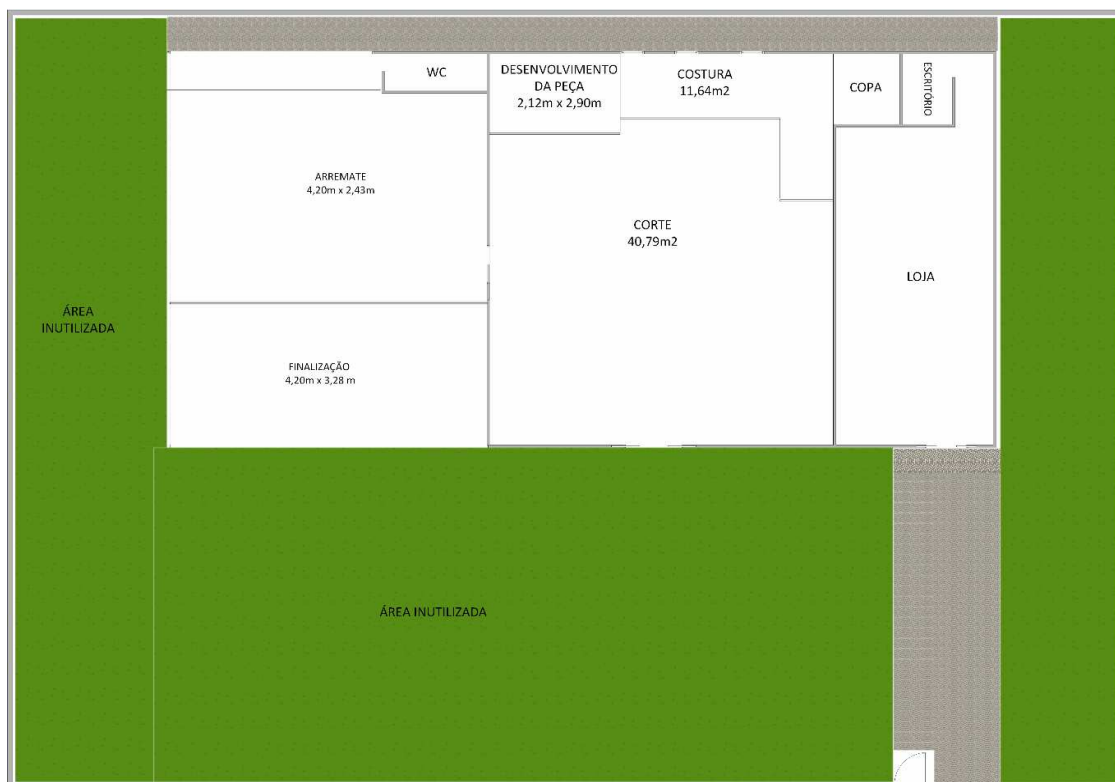 WC
DESENVOLVIMENTO
DA PEÇA
2,12m x 2,90m
COSTURA
11,64m2
COPA
ESCRITÓRIO
ARREMATE
4,20m x 2,43m
CORTE
40,79m2
LOJA
ÁREA
INUTILIZADA
FINALIZAÇÃO
4,20m x 3,28 m
ÁREA INUTILIZADA